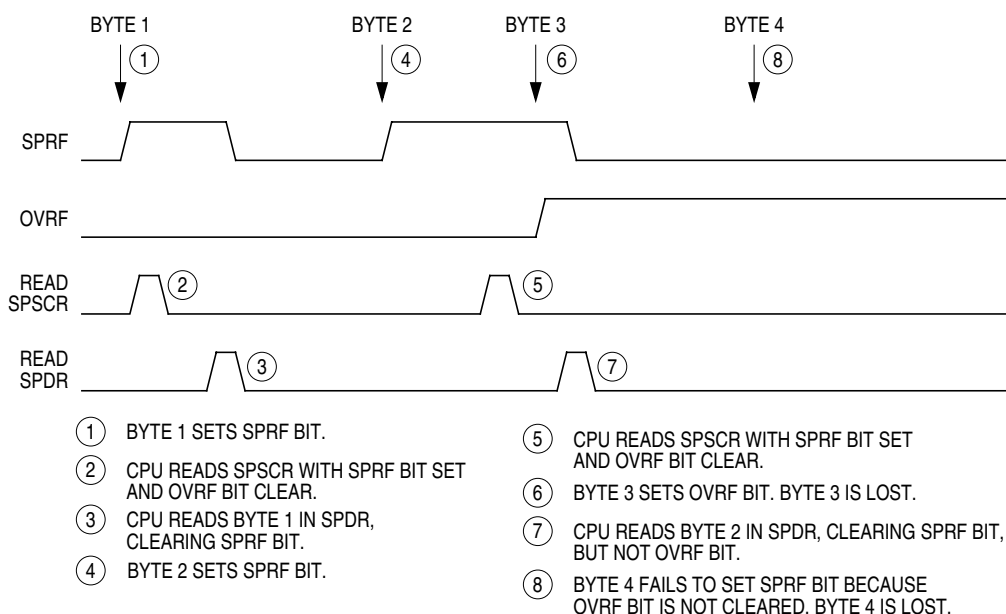 BYTE 1 BYTE 2 BYTE 3 BYTE 4
1 4 6 8
SPRF
OVRF
READ
SPSCR
2 5
READ
SPDR
3 7
1 BYTE 1 SETS SPRF BIT.
2 CPU READS SPSCR WITH SPRF BIT SET
AND OVRF BIT CLEAR.
3 CPU READS BYTE 1 IN SPDR,
CLEARING SPRF BIT.
4 BYTE 2 SETS SPRF BIT.
5 CPU READS SPSCR WITH SPRF BIT SET
AND OVRF BIT CLEAR.
6 BYTE 3 SETS OVRF BIT. BYTE 3 IS LOST.
7 CPU READS BYTE 2 IN SPDR, CLEARING SPRF BIT,
BUT NOT OVRF BIT.
8 BYTE 4 FAILS TO SET SPRF BIT BECAUSE
OVRF BIT IS NOT CLEARED. BYTE 4 IS LOST.